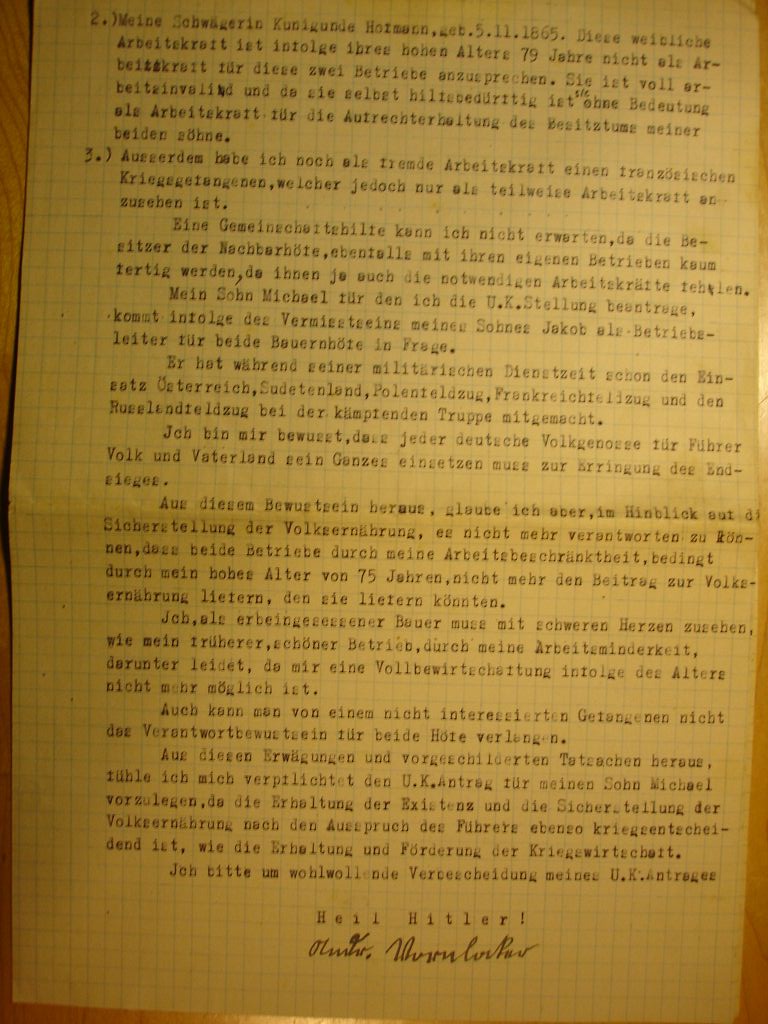 2.) Meine Schwägerin Kunigunde Hofmann,geb.5.11.1865. Diese weibliche
Arbeitskraft ist infolge ihres hohen Alters 79 Jahre nicht als Ar-
beitskraft für diese zwei Betriebe anzusprechen. Sie ist voll ar-
beitsinvalid und da sie selbst hilfsbedürftig ist sie ohne Bedeutung
als Arbeitskraft für die Aufrechterhaltung des Besitztums meiner
beiden söhne.
3.) Ausserdem habe ich noch als fremde Arbeitskraft einen französischen
Kriegsgefangenen,welcher jedoch nur als teilweise Arbeitskraft an
zusehen ist.
Eine Gemeinschaftshilfe kann ich nicht erwarten,da die Be-
sitzer der Nachbarhöfe,ebenfalls mit ihren eigenen Betrieben kaum
fertig werden,da ihnen ja auch die notwendigen Arbeitskräfte fehlen.
Mein Sohn Michael für den ich die U.K.Stellung beantrage,
kommt infolge des Vermisstseins meines Sohnes Jakob als Betriebs-
leiter für beide Bauernhöfe in Frage.
Er hat während seiner militärischen Dienstzeit schon den Ein-
satz Österreich,Sudetenland,Polenfeldzug,Frankreichfeldzug und den
Russlandfeldzug bei der kämpfenden Truppe mitgemacht.
Jch bin mir bewusst,dass jeder deutsche Volkgenosse für Führer
Volk und Vaterland sein Ganzes einsetzen muss zur Erringung des End-
sieges.
Aus diesem Bewustsein heraus, glaube ich aber,im Hinblick auf di
Sicherstellung der Volksernährung, es nicht mehr verantworten zu kön-
nen,dass beide Betriebe durch meine Arbeitsbeschränktheit,bedingt
durch mein hohes Alter von 75 Jahren,nicht mehr den Beitrag zur Volks-
ernährung liefern, den sie liefern könnten.
Jch,als erbeingesessener Bauer muss mit schweren Herzen zusehen,
wie mein früherer,schöner Betrieb,durch meine Arbeitsminderkeit,
darunter leidet, da mir eine Vollbewirtschaftung infolge des Alters
nicht mehr möglich ist.
Auch kann man von einem nicht interessierten Gefangenen nicht
das Verantwortbewustsein für beide Höfe verlangen.
Aus diesen Erwägungen und vorgeschilderten Tatsachen heraus,
fühle ich mich verpflichtet den U.K.Antrag für meinen Sohn Michael
vorzulegen,da die Erhaltung der Existenz und die Sicherstellung der
Volksernährung nach den Ausspruch des Führers ebenso kriegsentschei-
dend ist, wie die Erhaltung und Förderung der Kriegswirtschaft.
Jch bitte um wohlwollende Verbescheidung meines U.K.Antrages
Heil Hitler!
Andr.